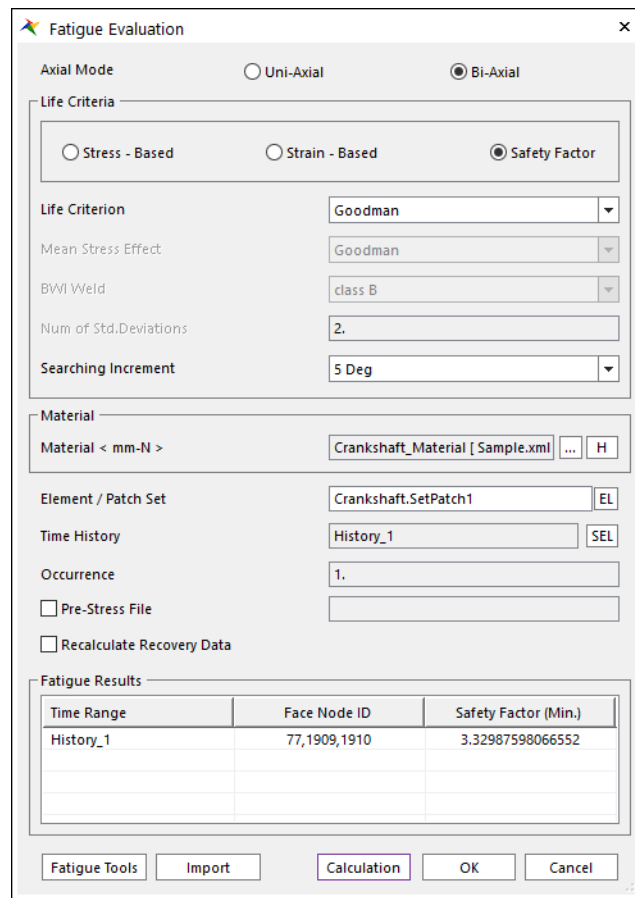 Fatigue Evaluation
Axial Mode Uni-Axial Bi-Axial
Life Criteria
Stress - Based Strain - Based Safety Factor
Life Criterion Goodman
Mean Stress Effect Goodman
BWI Weld class B
Num of Std.Deviations 2.
Searching Increment 5 Deg
Material
Material < mm-N > Crankshaft_Material [ Sample.xml ... H
Element / Patch Set Crankshaft.SetPatch1 EL
Time History History_1 SEL
Occurrence 1.
Pre-Stress File
Recalculate Recovery Data
Fatigue Results
Time Range Face Node ID Safety Factor (Min.)
History_1 77,1909,1910 3.32987598066552
Fatigue Tools Import Calculation OK Cancel